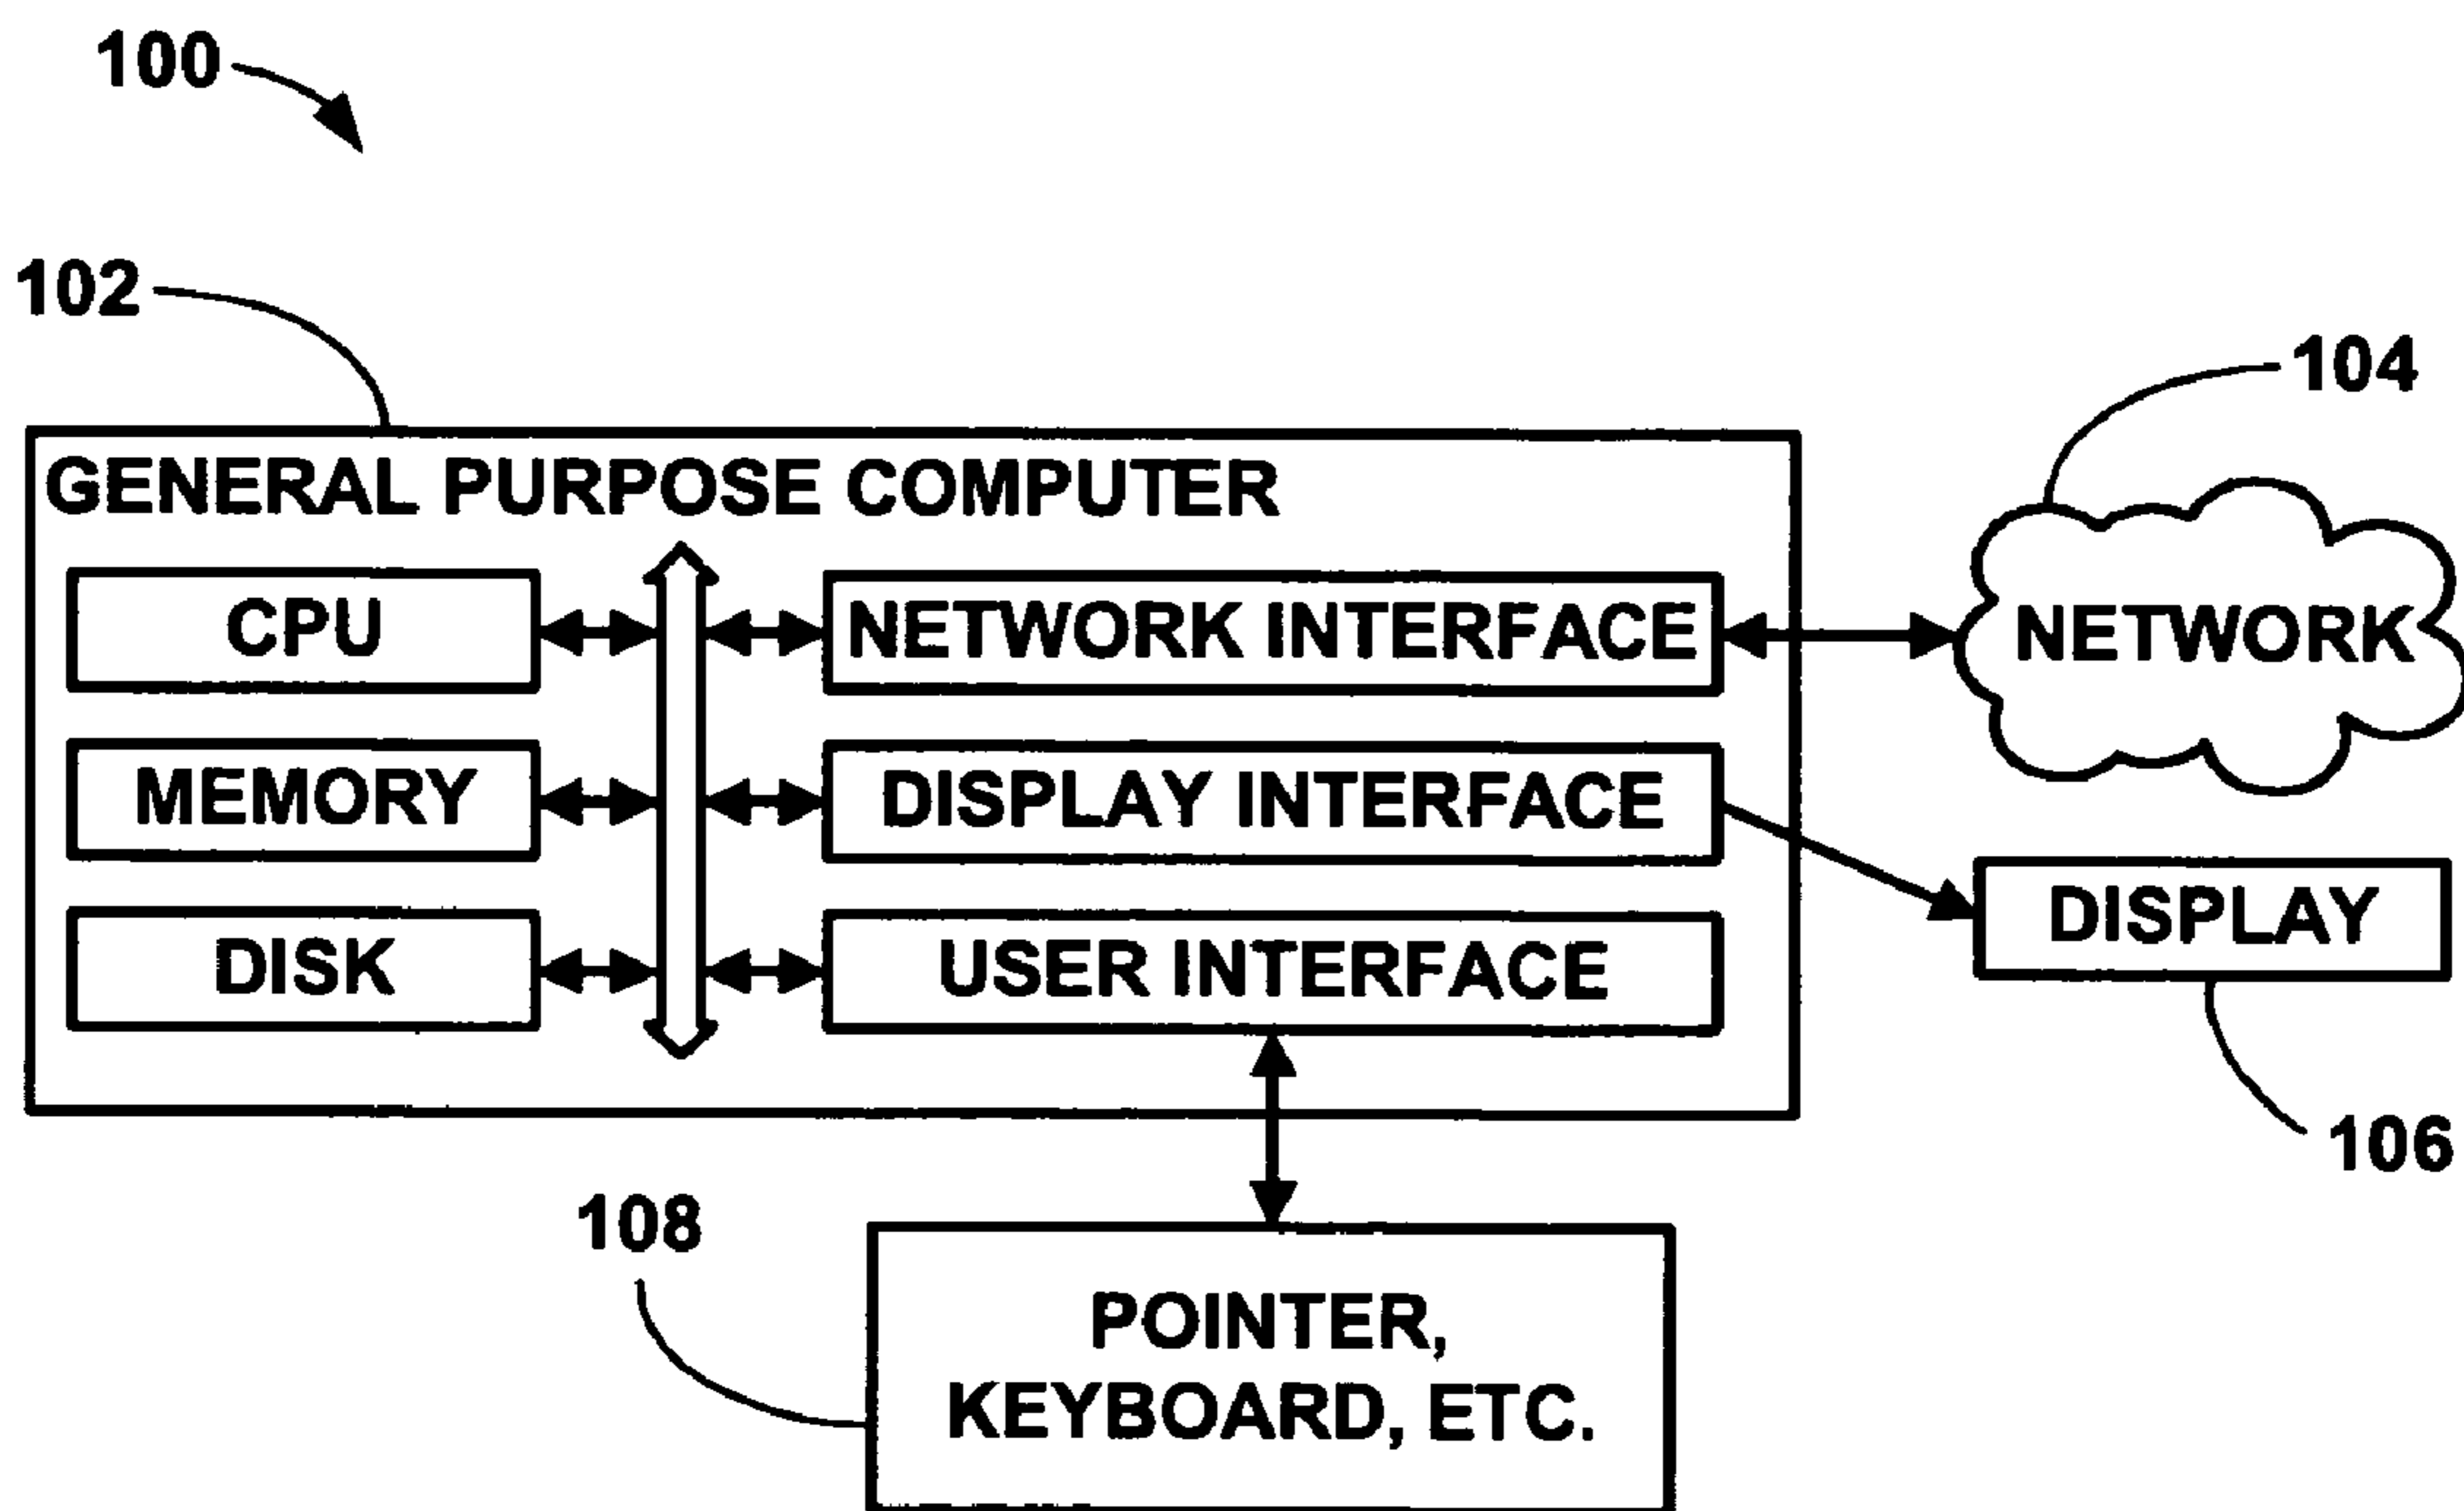 100
102
104
GENERAL PURPOSE COMPUTER
CPU
NETWORK INTERFACE
NETWORK
MEMORY
DISPLAY INTERFACE
DISPLAY
DISK
USER INTERFACE
106
108
POINTER,
KEYBOARD, ETC.